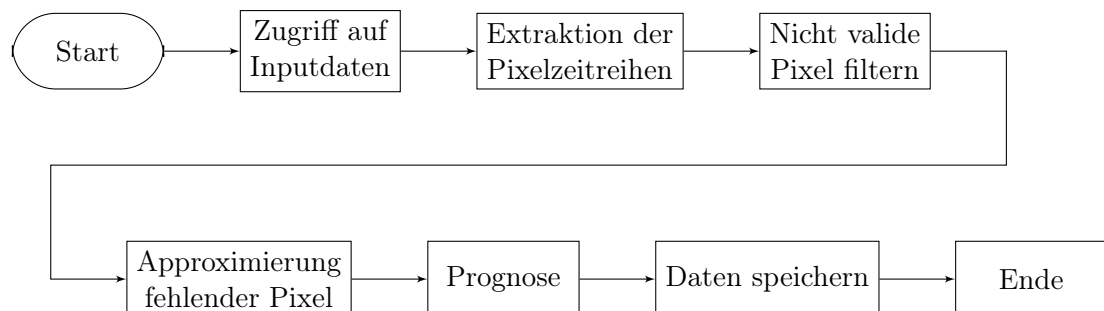 Start
Zugriff auf
Inputdaten
Extraktion der
Pixelzeitreihen
Nicht valide
Pixel filtern
Approximierung
fehlender Pixel
Prognose
Daten speichern
Ende